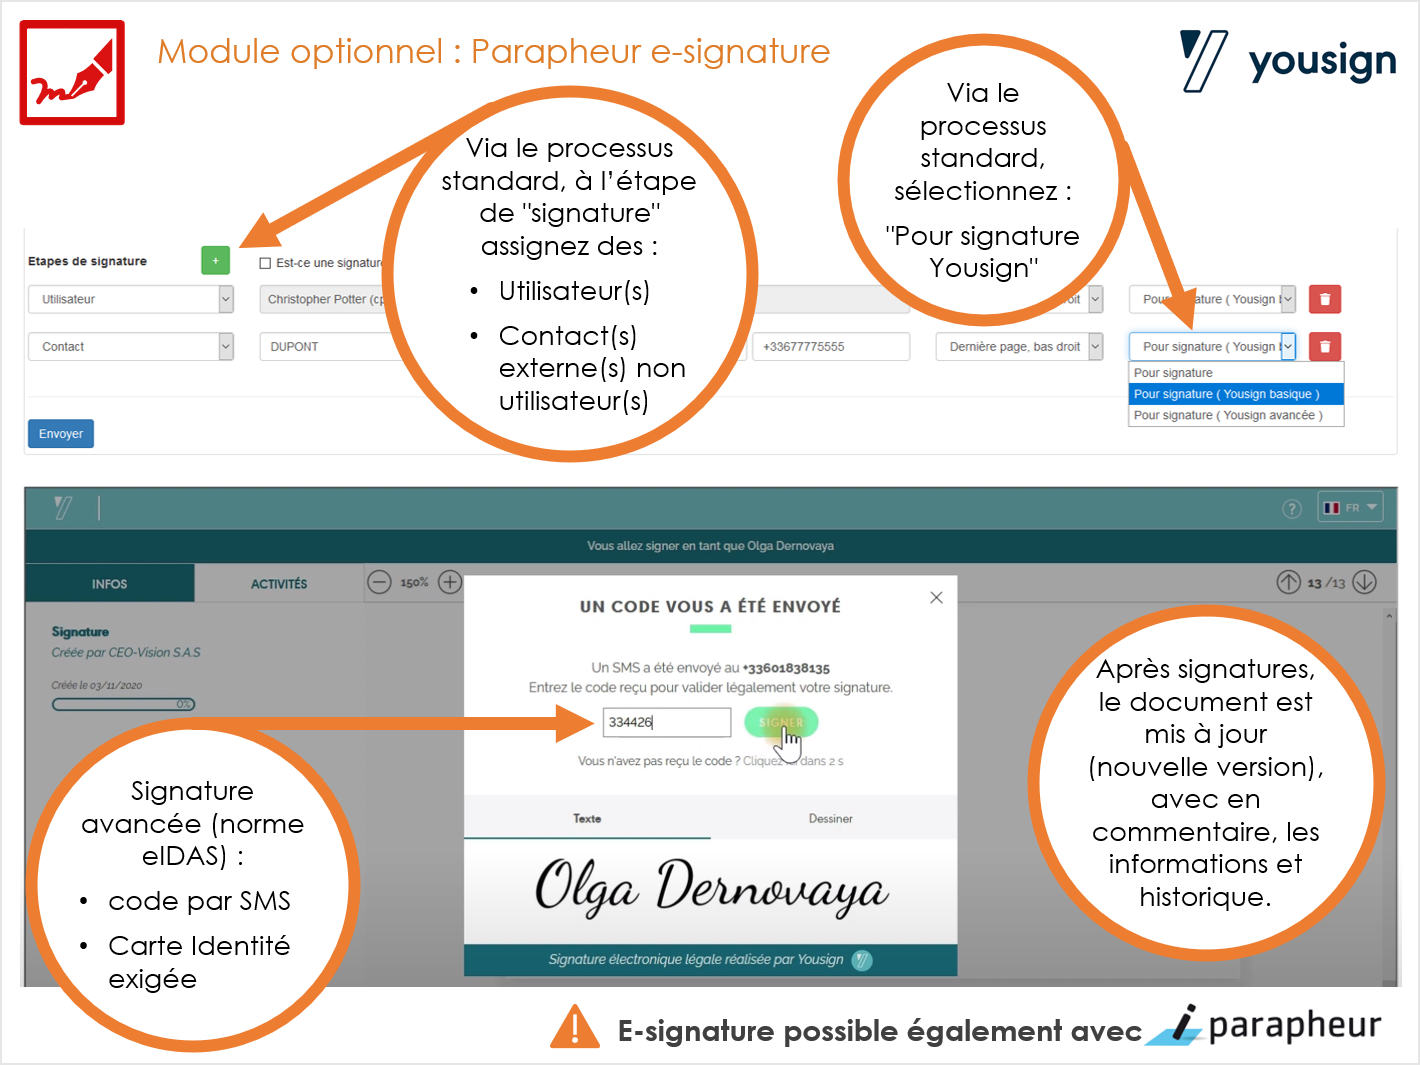 Module optionnel : Parapheur e-signature
yousign
Via le processus
standard, à l'étape
de "signature"
assignez des :
• Utilisateur(s)
• Contact(s)
externe(s) non
utilisateur(s)
Via le
processus
standard,
sélectionnez :
"Pour signature
Yousign"
Etapes de signature
+
Est-ce une signature
Utilisateur
Christopher Potter (cp
oit
Contact
DUPONT
+33677775555
Dernière page, bas droit
Pour signature ( Yousign
Pour signature
Pour signature ( Yousign basique )
Pour signature ( Yousign avancée )
Envoyer
FR
Vous allez signer en tant que Olga Dernovaya
INFOS
ACTIVITÉS
150%
13 /13
Signature
Créée par CEO-Vision S.A.S
Créée le 03/11/2020
0%
UN CODE VOUS A ÉTÉ ENVOYÉ
Un SMS a été envoyé au +33601838135
Entrez le code reçu pour valider légalement votre signature.
334426
SIGNER
Vous n'avez pas reçu le code ? Cliquez ici dans 2 s
Texte
Dessiner
Olga Dernovaya
Signature électronique légale réalisée par Yousign
Signature
avancée (norme
eIDAS) :
• code par SMS
• Carte Identité
exigée
Après signatures,
le document est
mis à jour
(nouvelle version),
avec en
commentaire, les
informations et
historique.
E-signature possible également avec
i parapheur